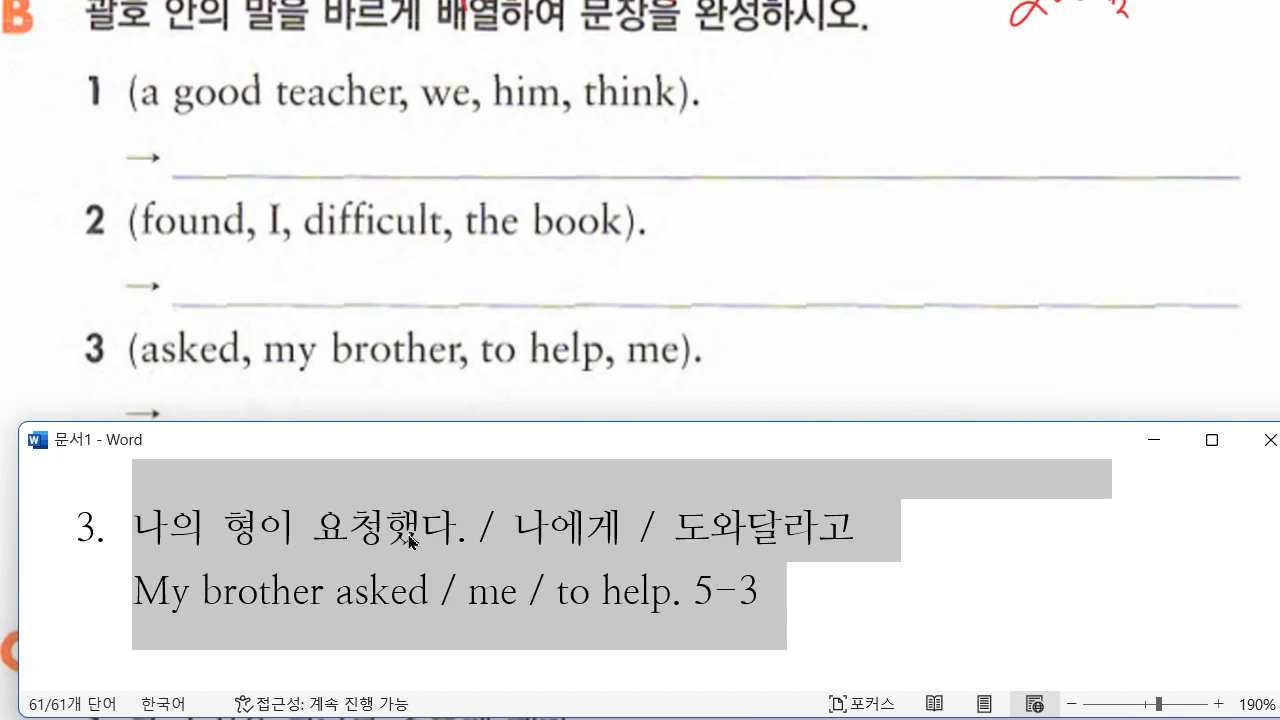 B 괄호 안의 말을 바르게 배열하여 문장을 완성하시오.
1 (a good teacher, we, him, think).
→
2 (found, I, difficult, the book).
→
3 (asked, my brother, to help, me).
→
문서1 - Word
3. 나의 형이 요청했다. / 나에게 / 도와달라고
My brother asked / me / to help. 5-3
61/61개 단어 한국어 접근성: 계속 진행 가능 포커스 190%